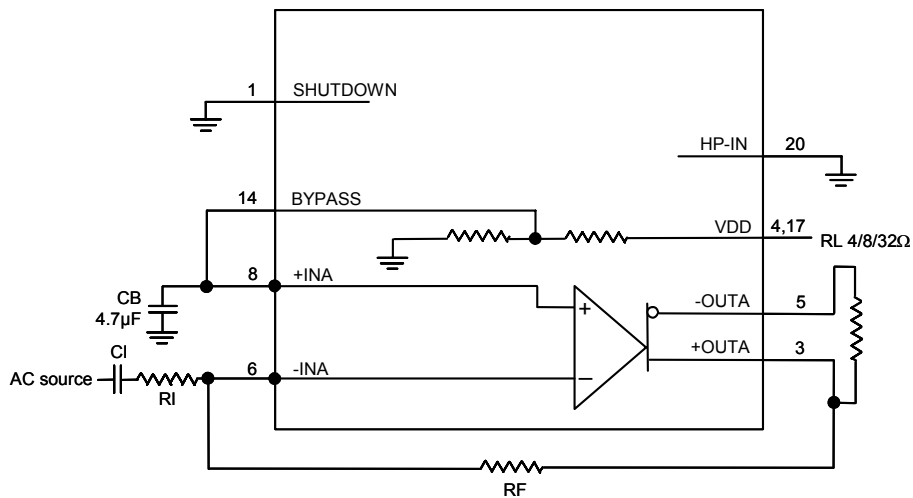 1 SHUTDOWN
HP-IN 20
14 BYPASS
VDD 4,17
RL 4/8/32Ω
8 +INA
CB
4.7µF
-OUTA 5
+
+OUTA 3
CI
AC source
RI
6 -INA
−
RF